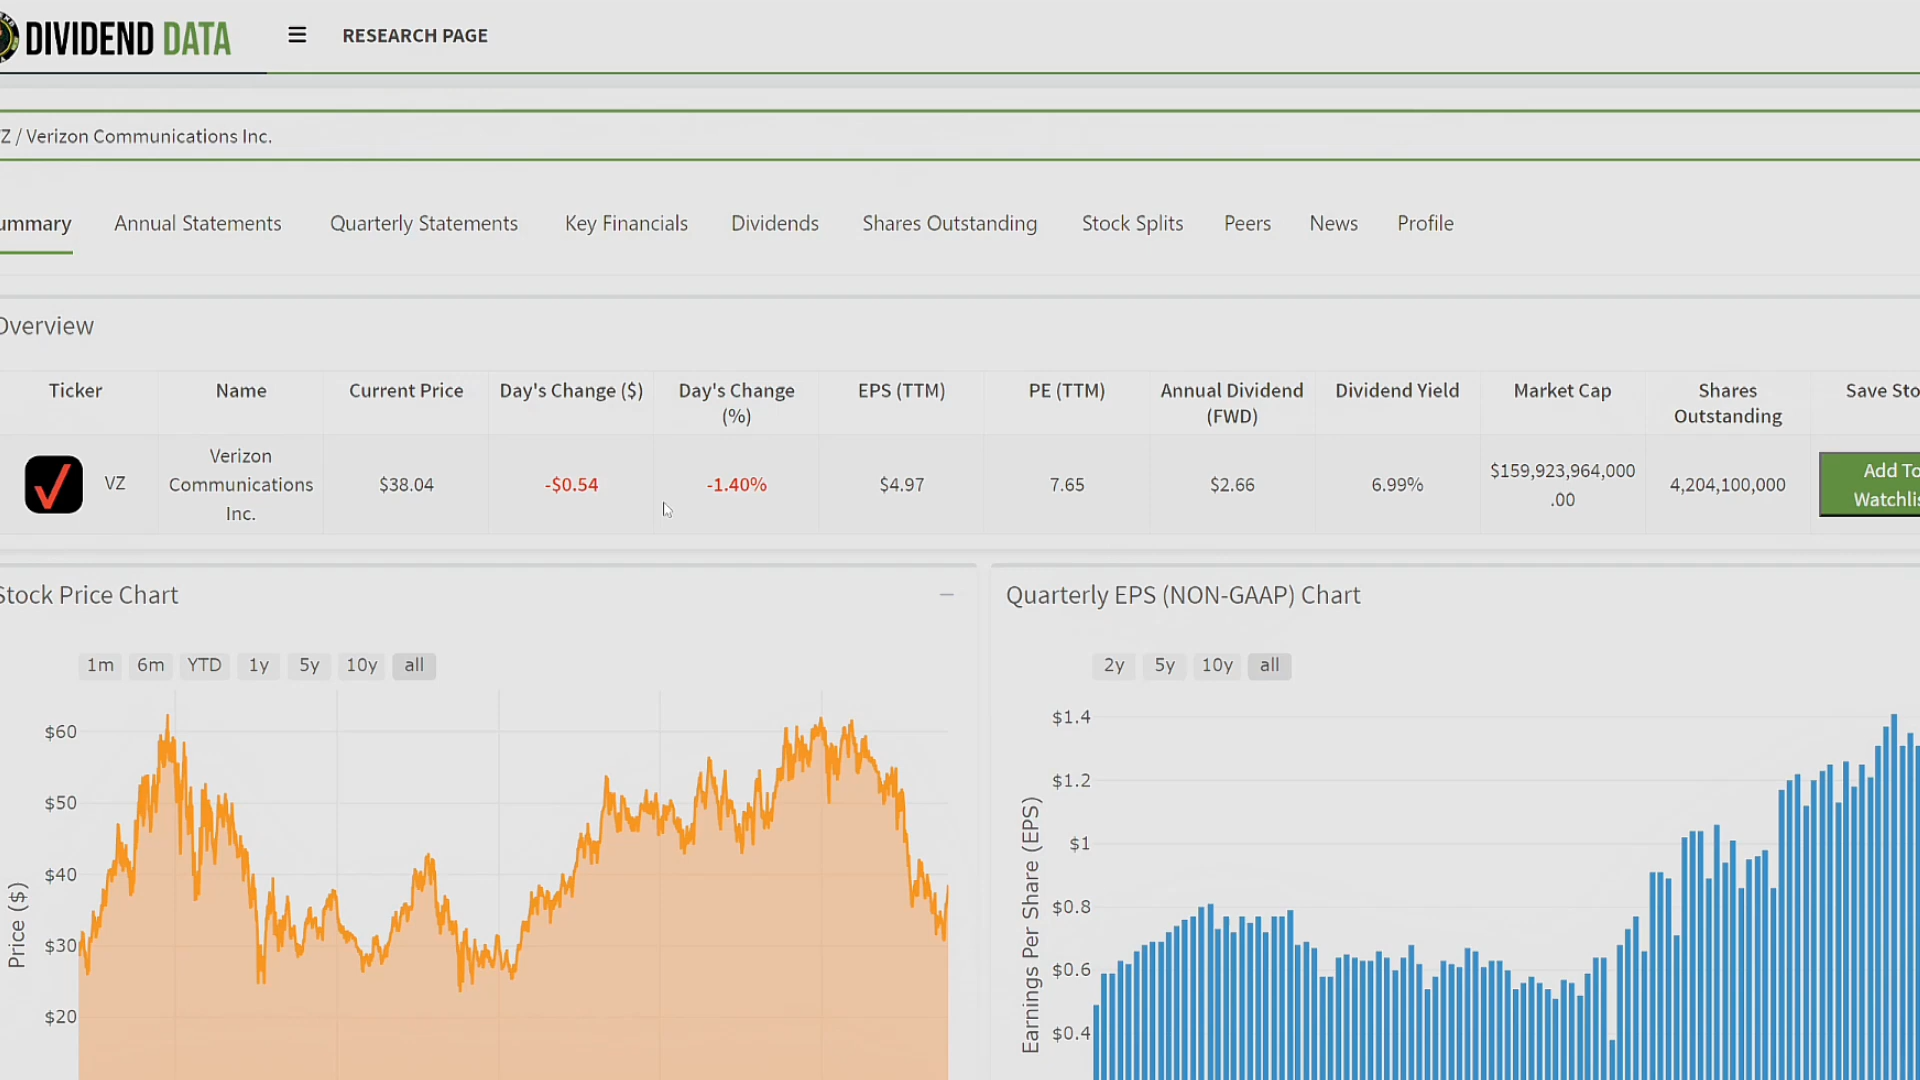 DIVIDEND DATA
RESEARCH PAGE
Z / Verizon Communications Inc.
ummary Annual Statements Quarterly Statements Key Financials Dividends Shares Outstanding Stock Splits Peers News Profile
Overview
Ticker Name Current Price Day's Change ($) Day's Change EPS (TTM) PE (TTM) Annual Dividend Dividend Yield Market Cap Shares Save Sto
(%) (FWD) Outstanding
Verizon
VZ Communications $38.04 -$0.54 -1.40% $4.97 7.65 $2.66 6.99% $159,923,964,000 4,204,100,000 Add To
Inc. .00 Watchlis
Stock Price Chart
1m 6m YTD 1y 5y 10y all
$60
$50
$40
$30
$20
Price ($)
Quarterly EPS (NON-GAAP) Chart
2y 5y 10y all
$1.4
$1.2
$1
$0.8
$0.6
$0.4
Earnings Per Share (EPS)